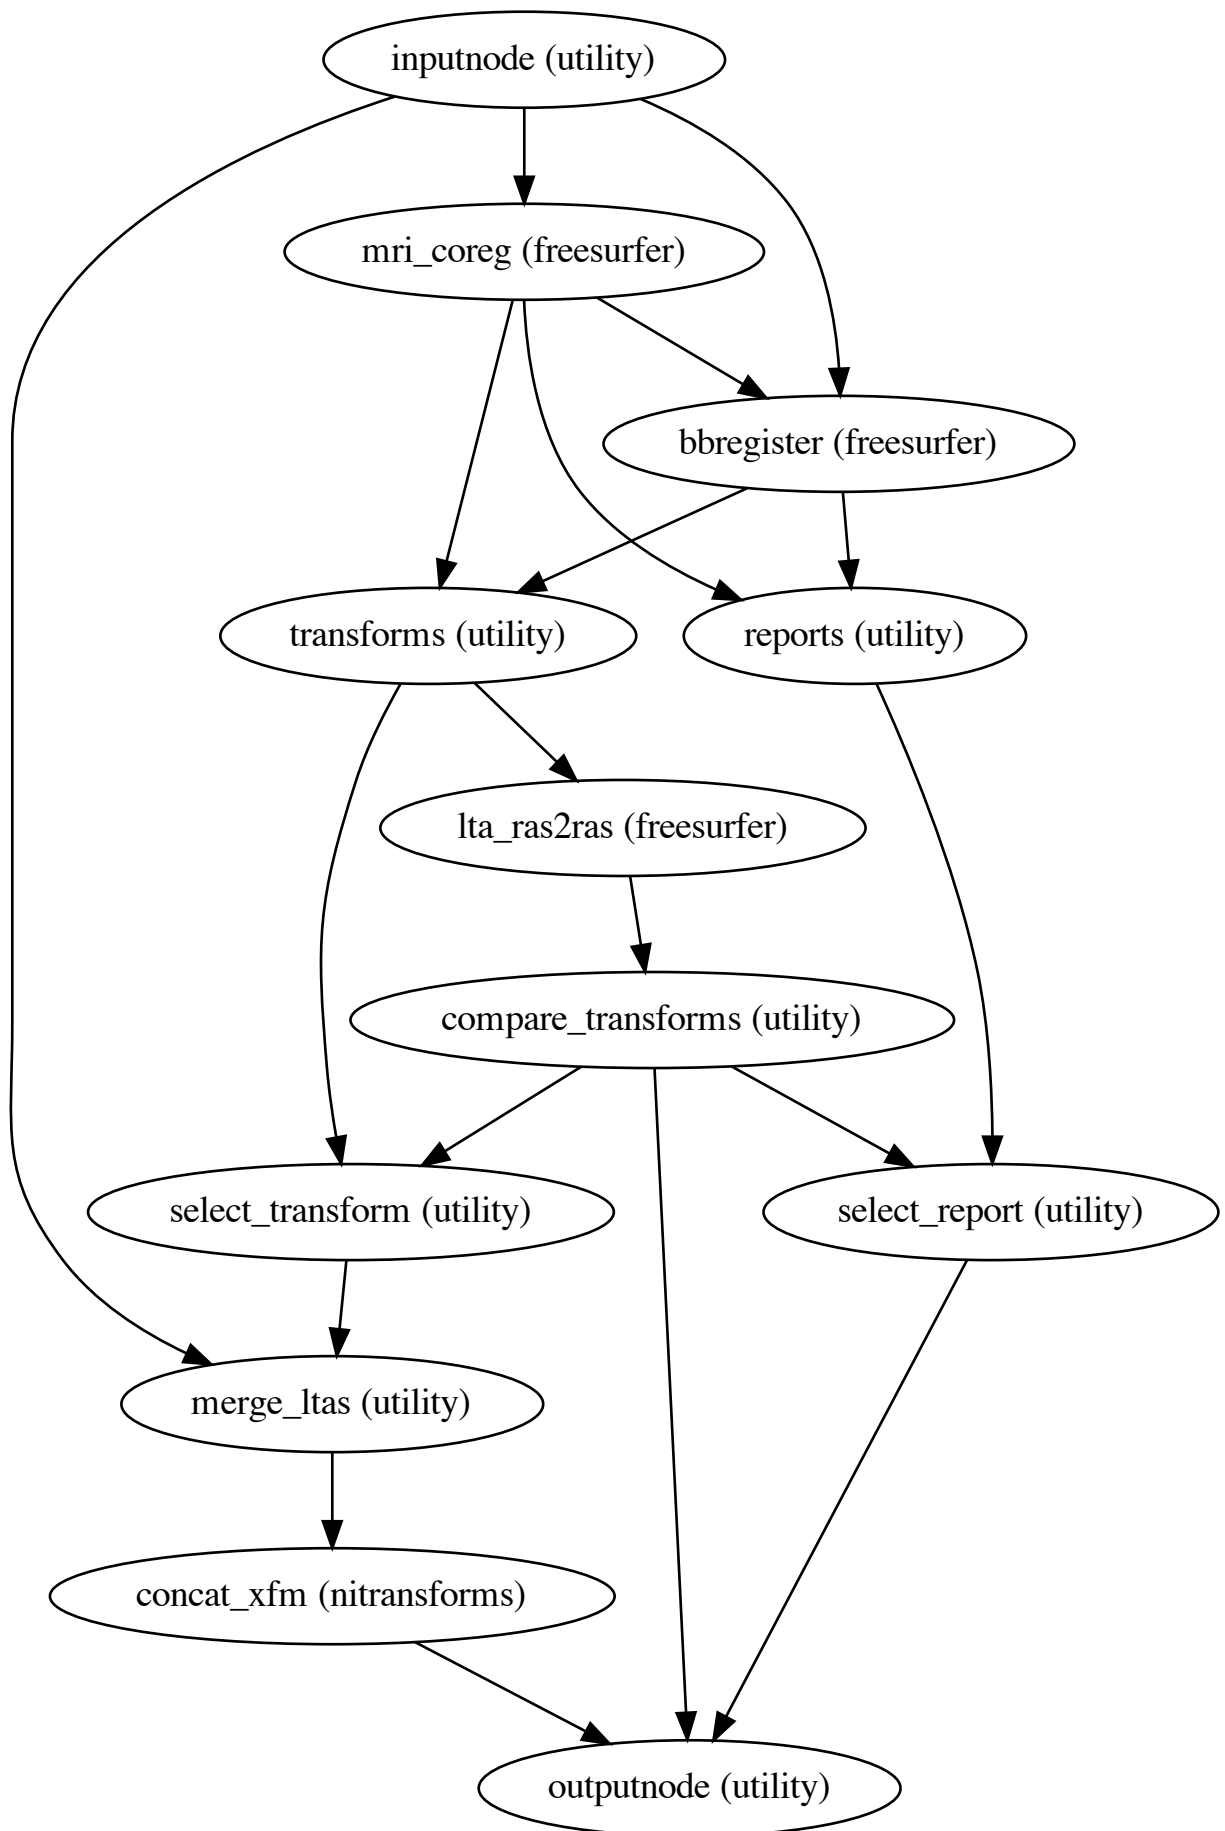 inputnode (utility)
mri_coreg (freesurfer)
bbregister (freesurfer)
transforms (utility)
reports (utility)
lta_ras2ras (freesurfer)
compare_transforms (utility)
select_transform (utility)
select_report (utility)
merge_ltas (utility)
concat_xfm (nitransforms)
outputnode (utility)